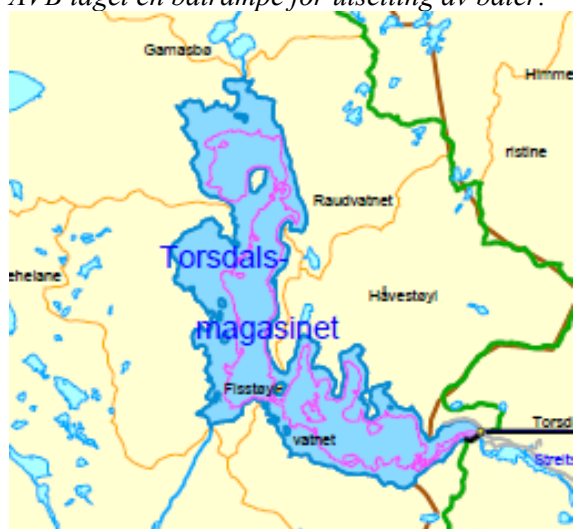 AVB laget en båtrampe for utsetting av båter.
Gamasbø
Himme
ristine
Raudvatnet
Torsdals-
ehelane
Håvestøyl
magasinet
Fisstøyl
Torsd
vatnet
Streits